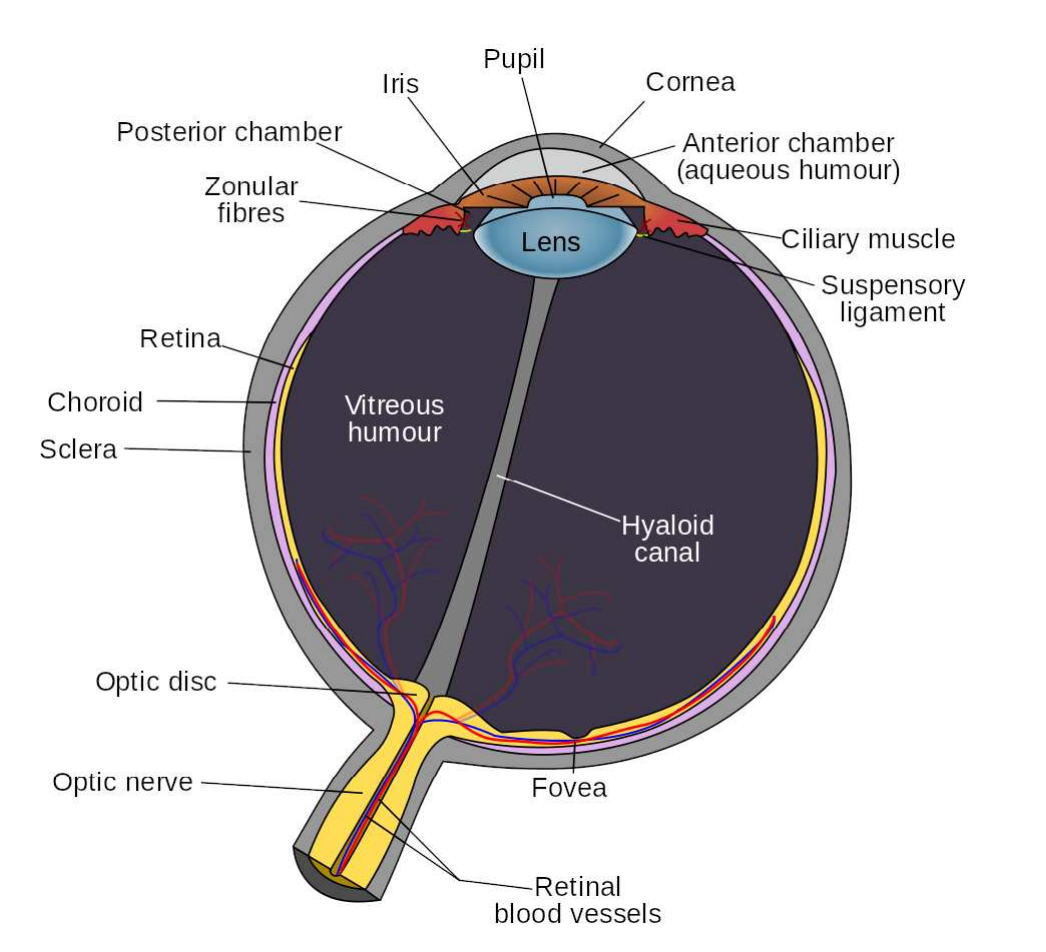 Pupil
Iris
Cornea
Posterior chamber
Anterior chamber
(aqueous humour)
Zonular
fibres
Lens
Ciliary muscle
Suspensory
ligament
Retina
Choroid
Vitreous
humour
Sclera
Hyaloid
canal
Optic disc
Optic nerve
Fovea
Retinal
blood vessels